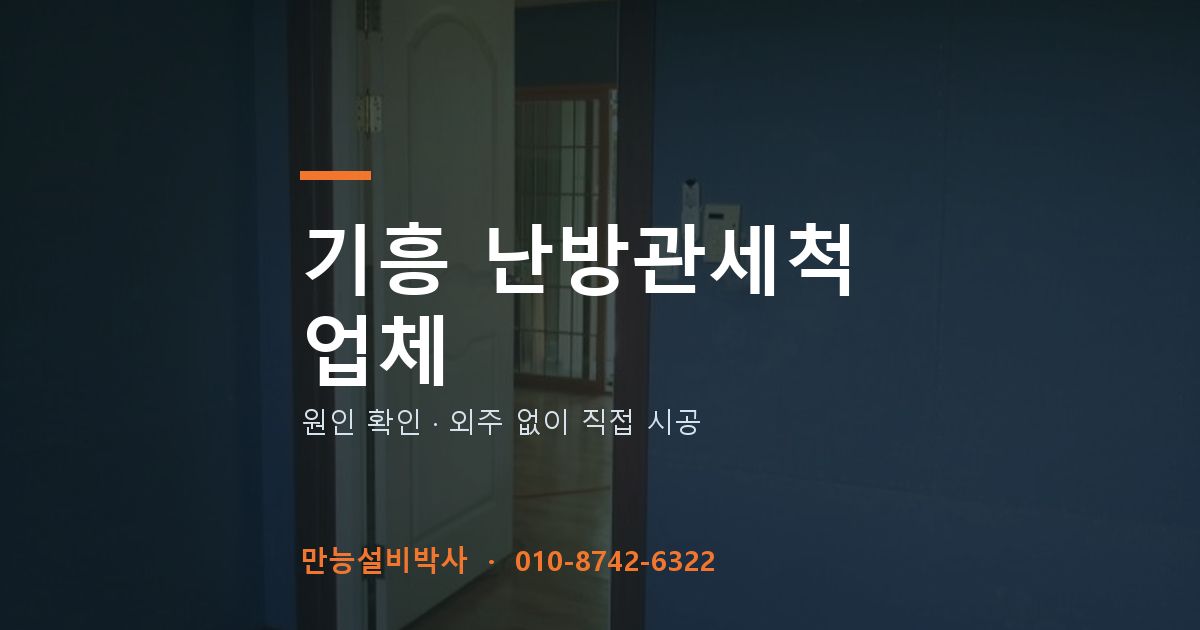 기흥 난방관세척
업체
원인 확인 · 외주 없이 직접 시공
만능설비박사 · 010-8742-6322